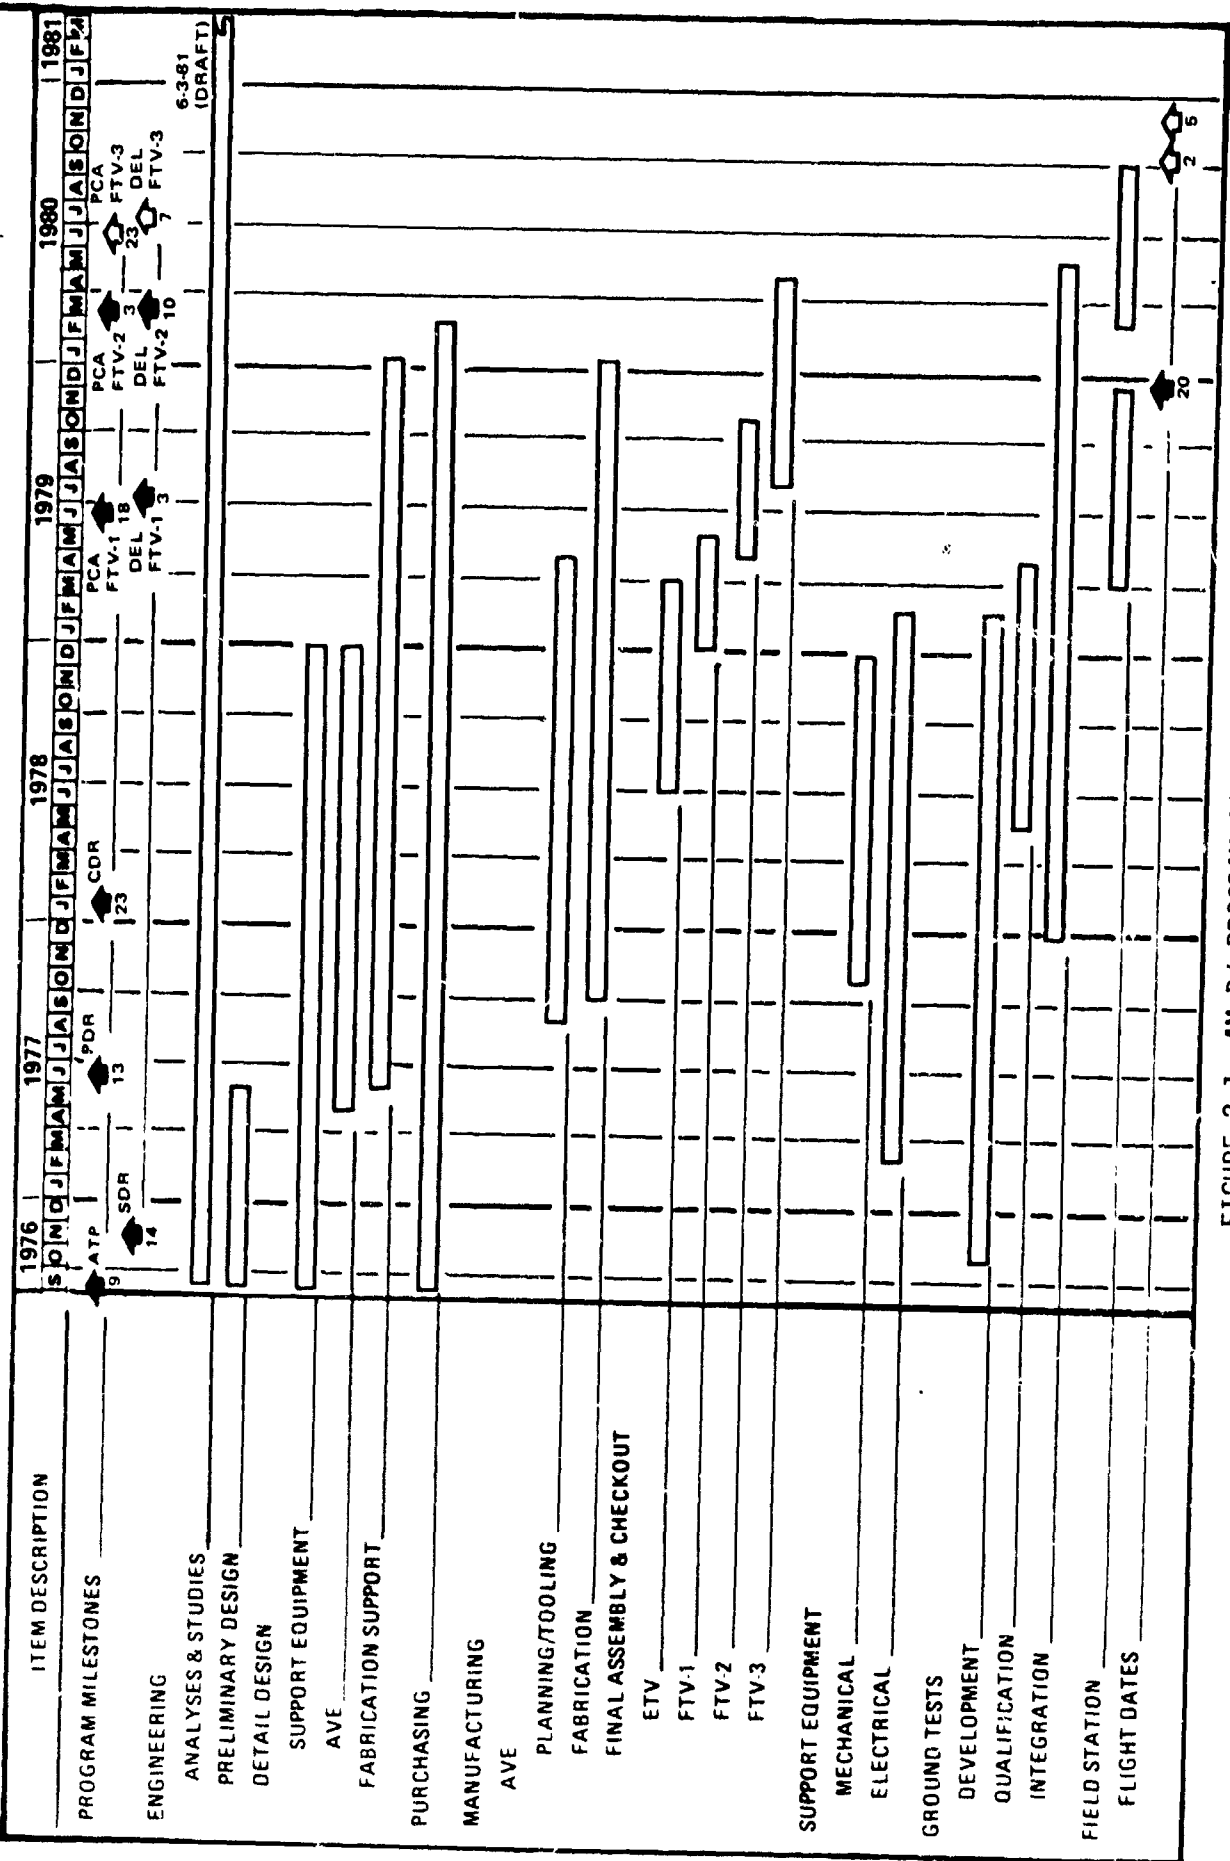 ITEM DESCRIPTION
1976 1977 1978 1979 1980 1981
S O N D J F M A M J J A S O N D J F M A M J J A S O N D J F M A M J J A S O N D J F M A M J J A S O N D J F M
PROGRAM MILESTONES
ATP
9
SDR
14
PDR
13
CDR
23
PCA
FTV-1
18
DEL
FTV-1
3
PCA
FTV-2
3
DEL
FTV-2
10
PCA
FTV-3
23
DEL
FTV-3
7
6-3-81
(DRAFT)
ENGINEERING
ANALYSES & STUDIES
PRELIMINARY DESIGN
DETAIL DESIGN
SUPPORT EQUIPMENT
AVE
FABRICATION SUPPORT
PURCHASING
MANUFACTURING
AVE
PLANNING/TOOLING
FABRICATION
FINAL ASSEMBLY & CHECKOUT
ETV
FTV-1
FTV-2
FTV-3
SUPPORT EQUIPMENT
MECHANICAL
ELECTRICAL
GROUND TESTS
DEVELOPMENT
QUALIFICATION
INTEGRATION
FIELD STATION
FLIGHT DATES
20
2
5
FIGURE